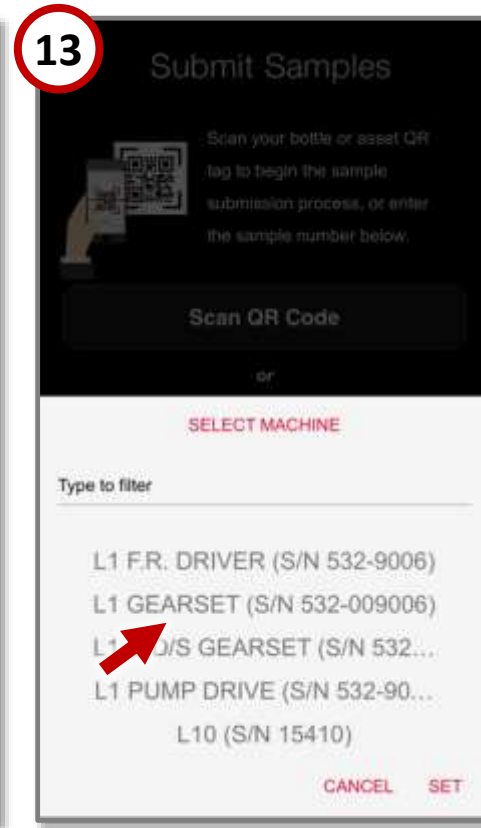 13
Submit Samples
Scan your bottle or asset QR
tag to begin the sample
submission process, or enter
the sample number below.
Scan QR Code
or
SELECT MACHINE
Type to filter
L1 F.R. DRIVER (S/N 532-9006)
L1 GEARSET (S/N 532-009006)
L1 O/S GEARSET (S/N 532...
L1 PUMP DRIVE (S/N 532-90...
L10 (S/N 15410)
CANCEL SET